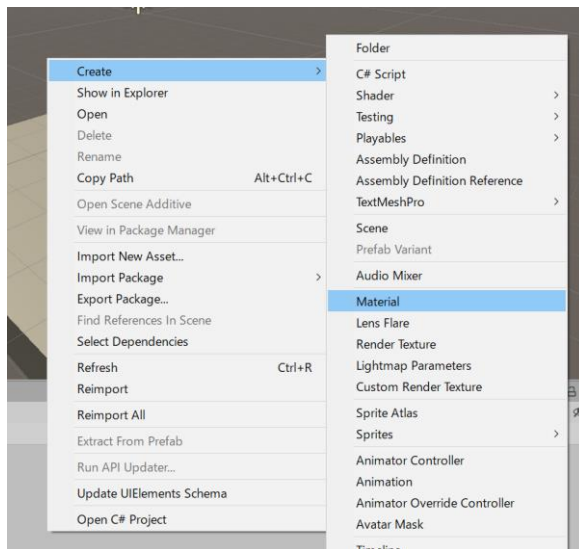 Create
Show in Explorer
Open
Delete
Rename
Copy Path Alt+Ctrl+C
Open Scene Additive
View in Package Manager
Import New Asset...
Import Package
Export Package...
Find References In Scene
Select Dependencies
Refresh Ctrl+R
Reimport
Reimport All
Extract From Prefab
Run API Updater...
Update UIElements Schema
Open C# Project
Folder
C# Script
Shader
Testing
Playables
Assembly Definition
Assembly Definition Reference
TextMeshPro
Scene
Prefab Variant
Audio Mixer
Material
Lens Flare
Render Texture
Lightmap Parameters
Custom Render Texture
Sprite Atlas
Sprites
Animator Controller
Animation
Animator Override Controller
Avatar Mask
Timeline